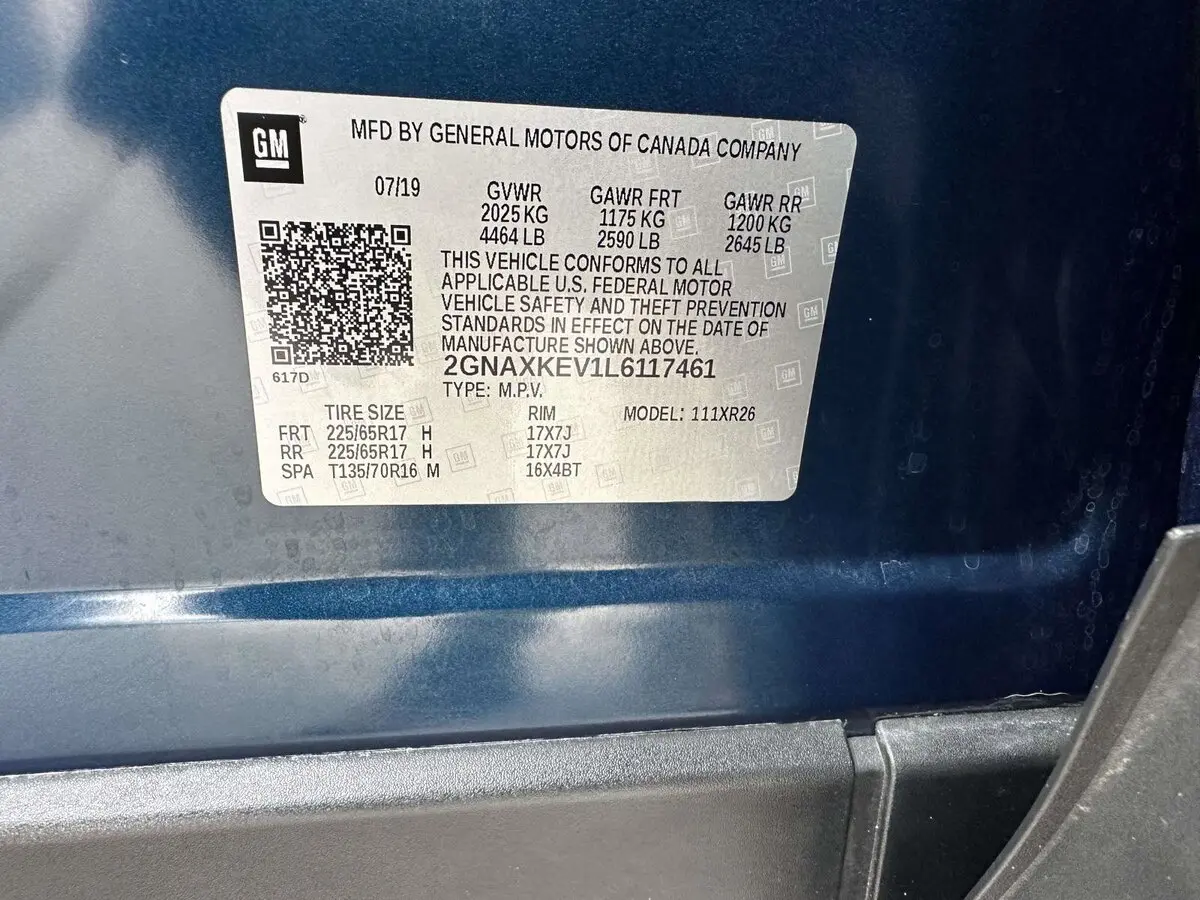 GM
MFD BY GENERAL MOTORS OF CANADA COMPANY
07/19
GVWR GAWR FRT GAWR RR
2025 KG 1175 KG 1200 KG
4464 LB 2590 LB 2645 LB
THIS VEHICLE CONFORMS TO ALL
APPLICABLE U.S. FEDERAL MOTOR
VEHICLE SAFETY AND THEFT PREVENTION
STANDARDS IN EFFECT ON THE DATE OF
MANUFACTURE SHOWN ABOVE.
2GNAXKEV1L6117461
617D
TYPE: M.P.V.
TIRE SIZE RIM MODEL: 111XR26
FRT 225/65R17 H 17X7J
RR 225/65R17 H 17X7J
SPA T135/70R16 M 16X4BT